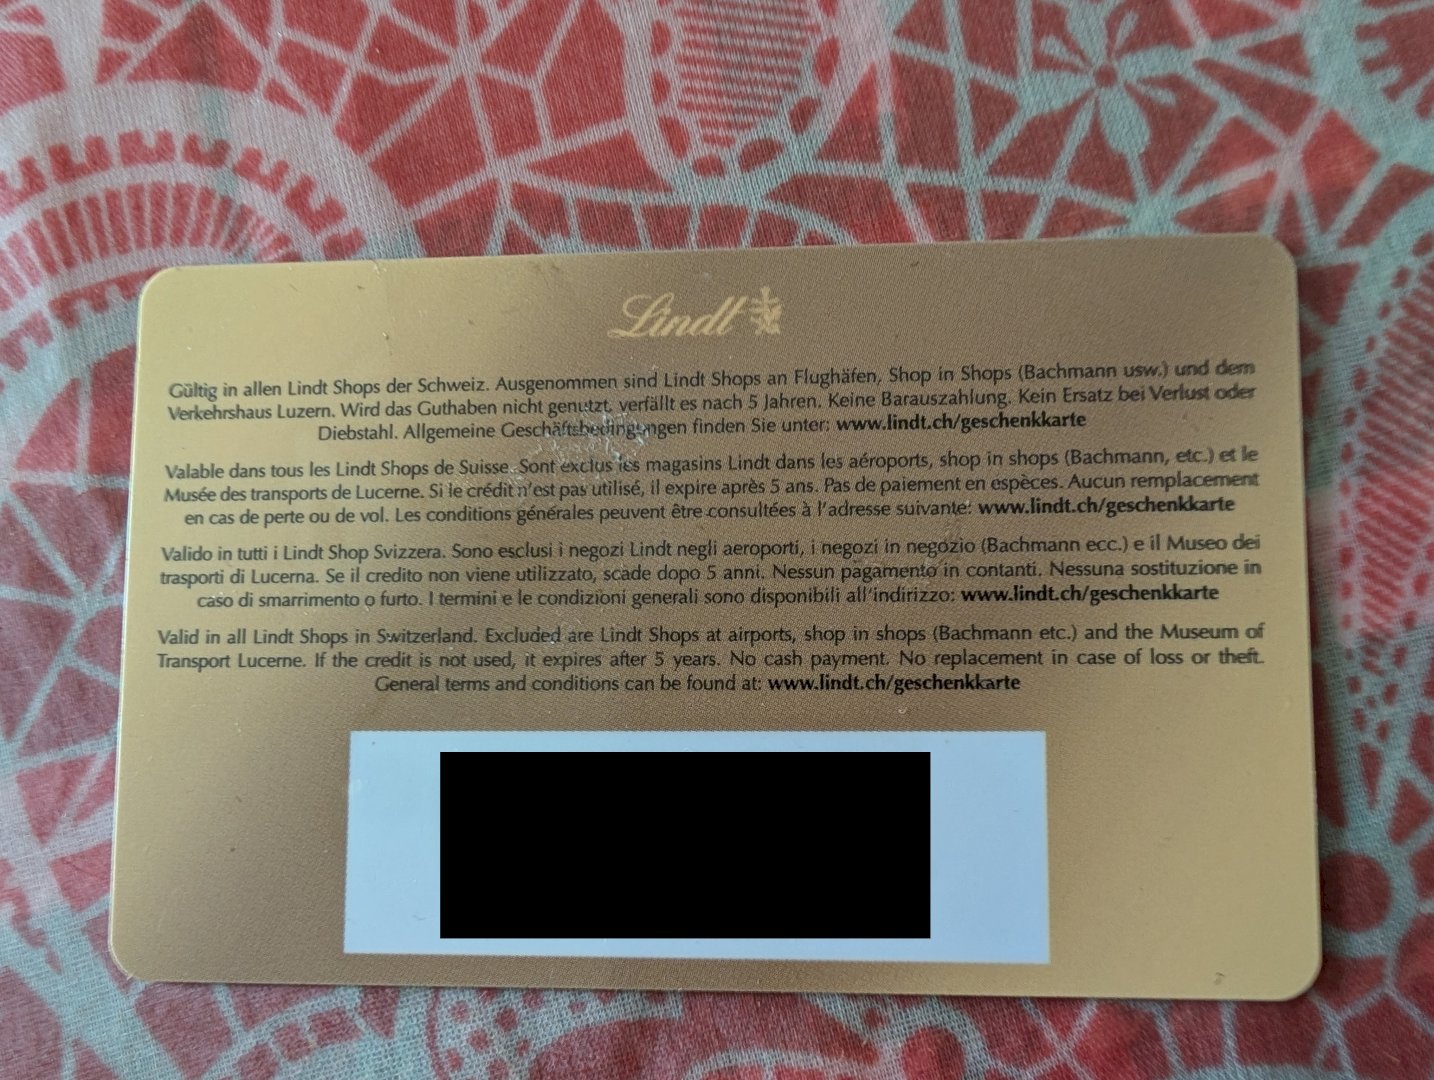 Lindt
Gültig in allen Lindt Shops der Schweiz. Ausgenommen sind Lindt Shops an Flughäfen, Shop in Shops (Bachmann usw.) und dem
Verkehrshaus Luzern. Wird das Guthaben nicht genutzt, verfällt es nach 5 Jahren. Keine Barauszahlung. Kein Ersatz bei Verlust oder
Diebstahl. Allgemeine Geschäftsbedingungen finden Sie unter: www.lindt.ch/geschenkkarte
Valable dans tous les Lindt Shops de Suisse. Sont exclus les magasins Lindt dans les aéroports, shop in shops (Bachmann, etc.) et le
Musée des transports de Lucerne. Si le crédit n'est pas utilisé, il expire après 5 ans. Pas de paiement en espèces. Aucun remplacement
en cas de perte ou de vol. Les conditions générales peuvent être consultées à l'adresse suivante: www.lindt.ch/geschenkkarte
Valido in tutti i Lindt Shop Svizzera. Sono esclusi i negozi Lindt negli aeroporti, i negozi in negozio (Bachmann ecc.) e il Museo dei
trasporti di Lucerna. Se il credito non viene utilizzato, scade dopo 5 anni. Nessun pagamento in contanti. Nessuna sostituzione in
caso di smarrimento o furto. I termini e le condizioni generali sono disponibili all'indirizzo: www.lindt.ch/geschenkkarte
Valid in all Lindt Shops in Switzerland. Excluded are Lindt Shops at airports, shop in shops (Bachmann etc.) and the Museum of
Transport Lucerne. If the credit is not used, it expires after 5 years. No cash payment. No replacement in case of loss or theft.
General terms and conditions can be found at: www.lindt.ch/geschenkkarte